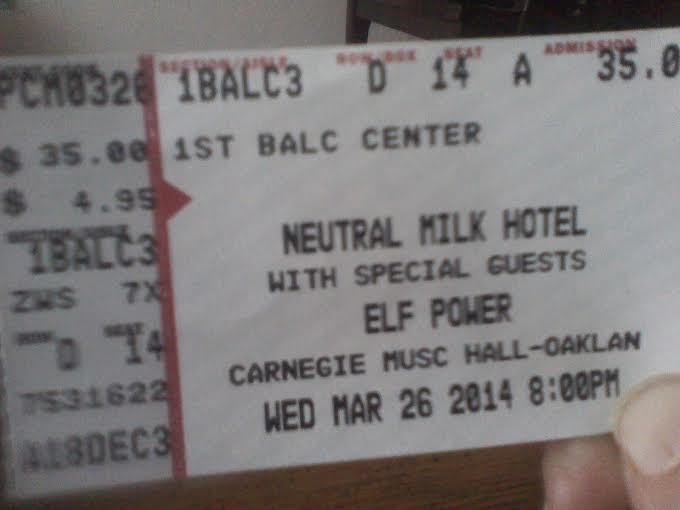 PCM0326
$ 35.00
$ 4.95
1BALC3
ZWS 7X
ROW SEAT
D 14
7531622
A18DEC3
SECTION/AISLE ROW/BOX SEAT ADMISSION
1BALC3 D 14 A 35.0
1ST BALC CENTER
NEUTRAL MILK HOTEL
WITH SPECIAL GUESTS
ELF POWER
CARNEGIE MUSC HALL-OAKLAN
WED MAR 26 2014 8:00PM